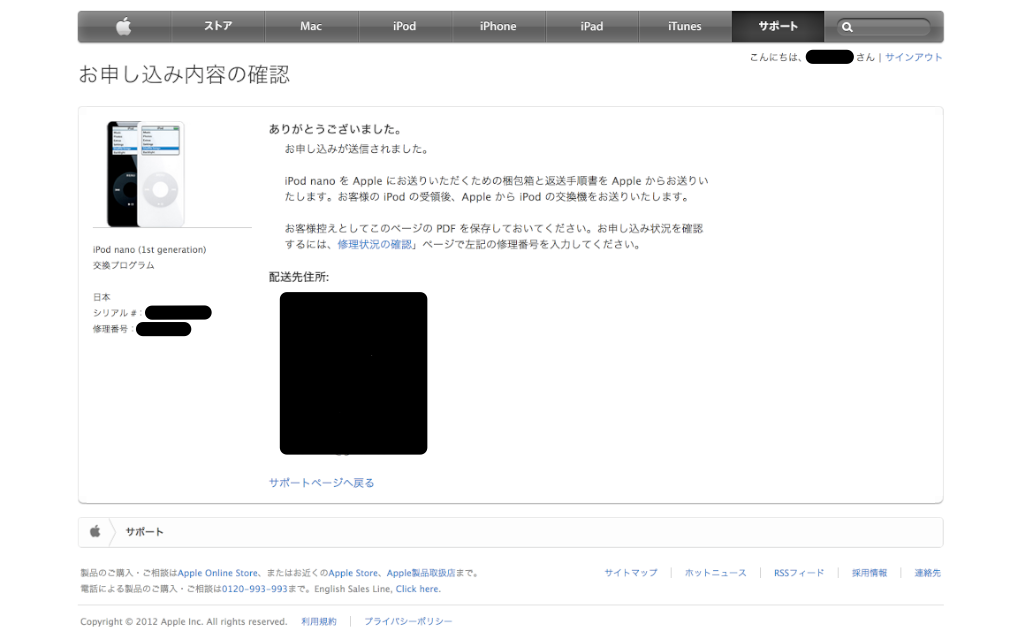 ストア Mac iPod iPhone iPad iTunes サポート
こんにちは、 さん | サインアウト
お申し込み内容の確認
ありがとうございました。
お申し込みが送信されました。
iPod nano を Apple にお送りいただくための梱包箱と返送手順書を Apple からお送りい
たします。お客様の iPod の受領後、Apple から iPod の交換機をお送りいたします。
お客様控えとしてこのページの PDF を保存しておいてください。お申し込み状況を確認
するには、修理状況の確認」ページで左記の修理番号を入力してください。
iPod nano (1st generation)
交換プログラム
日本
シリアル # :
修理番号 :
配送先住所:
サポートページへ戻る
サポート
製品のご購入・ご相談はApple Online Store、またはお近くのApple Store、Apple製品取扱店まで。
電話による製品のご購入・ご相談は0120-993-993まで。English Sales Line, Click here.
サイトマップ | ホットニュース | RSSフィード | 採用情報 | 連絡先
Copyright © 2012 Apple Inc. All rights reserved. 利用規約 | プライバシーポリシー